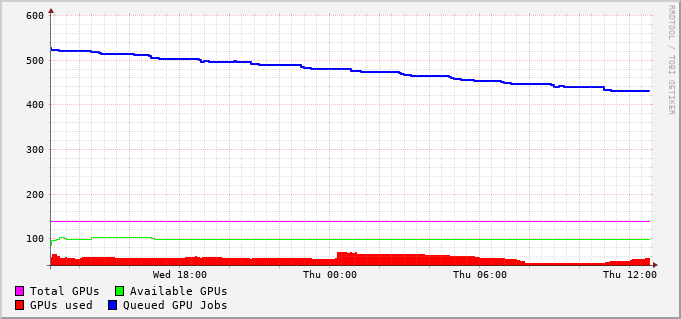 600
500
400
300
200
100
Wed 18:00 Thu 00:00 Thu 06:00 Thu 12:00
Total GPUs Available GPUs
GPUs used Queued GPU Jobs
RRDTOOL / TOBI OETIKER